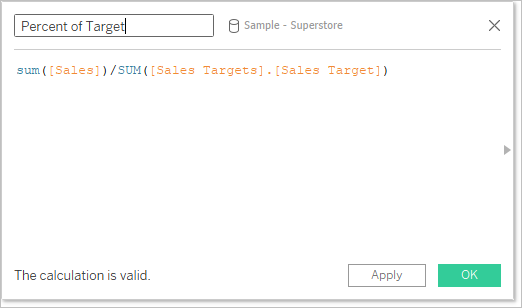 Percent of Target Sample - Superstore
sum([Sales])/SUM([Sales Targets].[Sales Target])
The calculation is valid. Apply OK